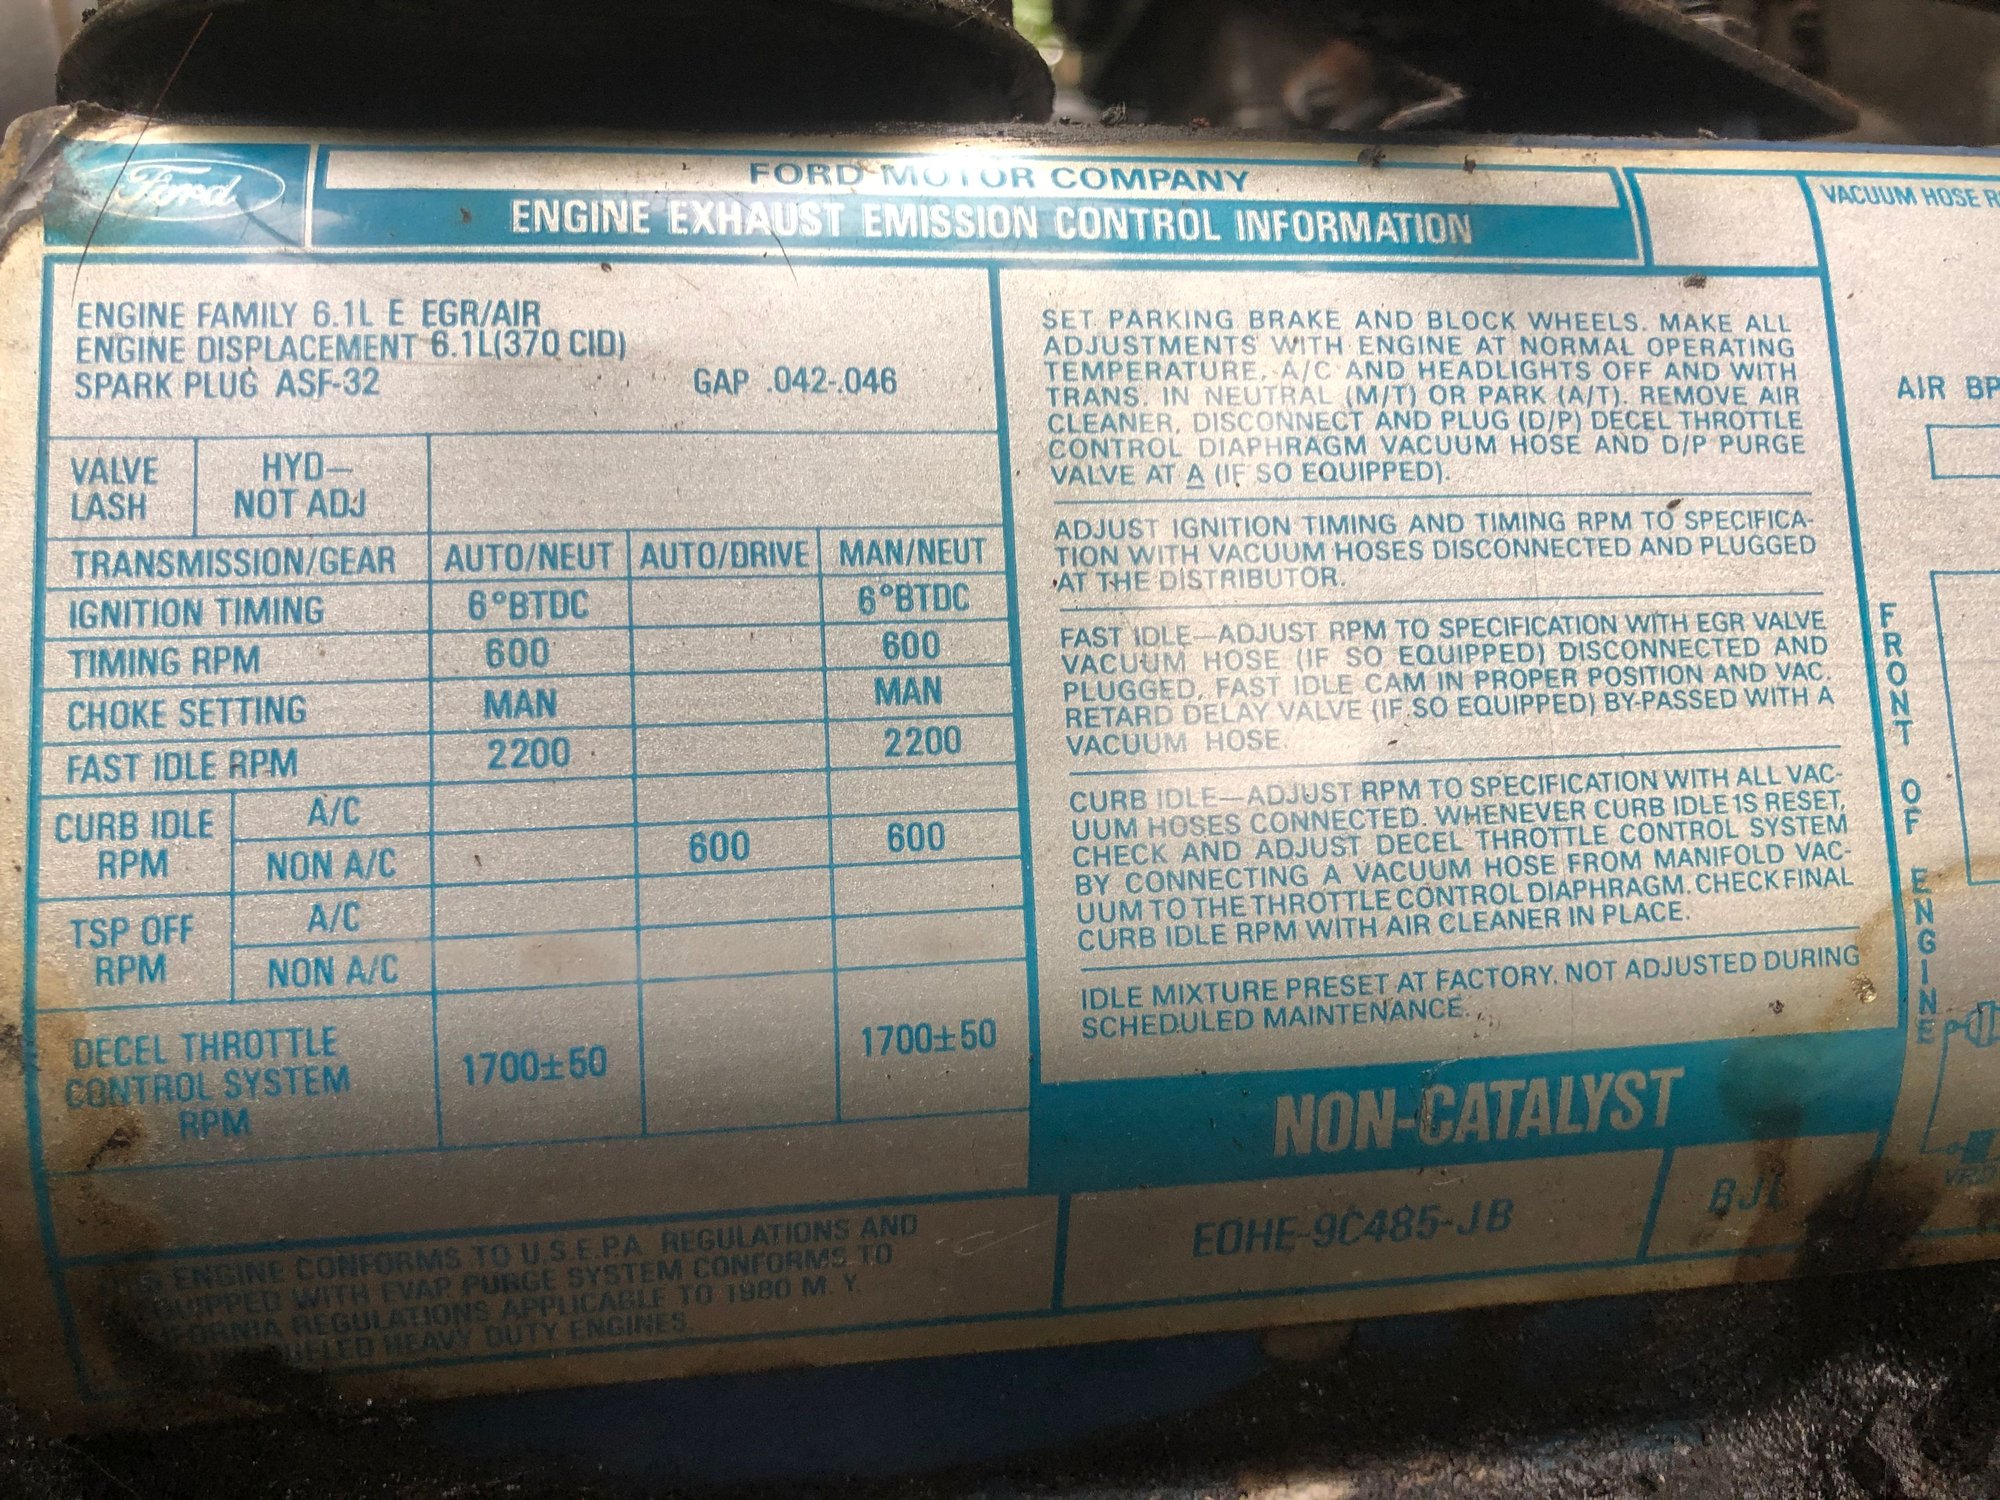 Ford
FORD MOTOR COMPANY
ENGINE EXHAUST EMISSION CONTROL INFORMATION
ENGINE FAMILY 6.1L E EGR/AIR
ENGINE DISPLACEMENT 6.1L(370 CID)
SPARK PLUG ASF-32 GAP .042-.046
VALVE LASH HYD— NOT ADJ
TRANSMISSION/GEAR AUTO/NEUT AUTO/DRIVE MAN/NEUT
IGNITION TIMING 6°BTDC 6°BTDC
TIMING RPM 600 600
CHOKE SETTING MAN MAN
FAST IDLE RPM 2200 2200
CURB IDLE RPM A/C
NON A/C 600 600
TSP OFF RPM A/C
NON A/C
DECEL THROTTLE
CONTROL SYSTEM 1700±50 1700±50
RPM
ENGINE CONFORMS TO U.S.E.P.A. REGULATIONS AND
WITH EVAP PURGE SYSTEM CONFORMS TO
REGULATIONS APPLICABLE TO 1980 M.Y.
HEAVY DUTY ENGINES.
SET PARKING BRAKE AND BLOCK WHEELS. MAKE ALL
ADJUSTMENTS WITH ENGINE AT NORMAL OPERATING
TEMPERATURE, A/C AND HEADLIGHTS OFF AND WITH
TRANS. IN NEUTRAL (M/T) OR PARK (A/T). REMOVE AIR
CLEANER, DISCONNECT AND PLUG (D/P) DECEL THROTTLE
CONTROL DIAPHRAGM VACUUM HOSE AND D/P PURGE
VALVE AT A (IF SO EQUIPPED).
ADJUST IGNITION TIMING AND TIMING RPM TO SPECIFICA-
TION WITH VACUUM HOSES DISCONNECTED AND PLUGGED
AT THE DISTRIBUTOR.
FAST IDLE—ADJUST RPM TO SPECIFICATION WITH EGR VALVE
VACUUM HOSE (IF SO EQUIPPED) DISCONNECTED AND
PLUGGED, FAST IDLE CAM IN PROPER POSITION AND VAC.
RETARD DELAY VALVE (IF SO EQUIPPED) BY-PASSED WITH A
VACUUM HOSE.
CURB IDLE—ADJUST RPM TO SPECIFICATION WITH ALL VAC-
UUM HOSES CONNECTED. WHENEVER CURB IDLE IS RESET,
CHECK AND ADJUST DECEL THROTTLE CONTROL SYSTEM
BY CONNECTING A VACUUM HOSE FROM MANIFOLD VAC-
UUM TO THE THROTTLE CONTROL DIAPHRAGM. CHECK FINAL
CURB IDLE RPM WITH AIR CLEANER IN PLACE.
IDLE MIXTURE PRESET AT FACTORY. NOT ADJUSTED DURING
SCHEDULED MAINTENANCE.
NON-CATALYST
EOHE-9C485-JB
VACUUM HOSE
AIR
FRONT OF ENGINE